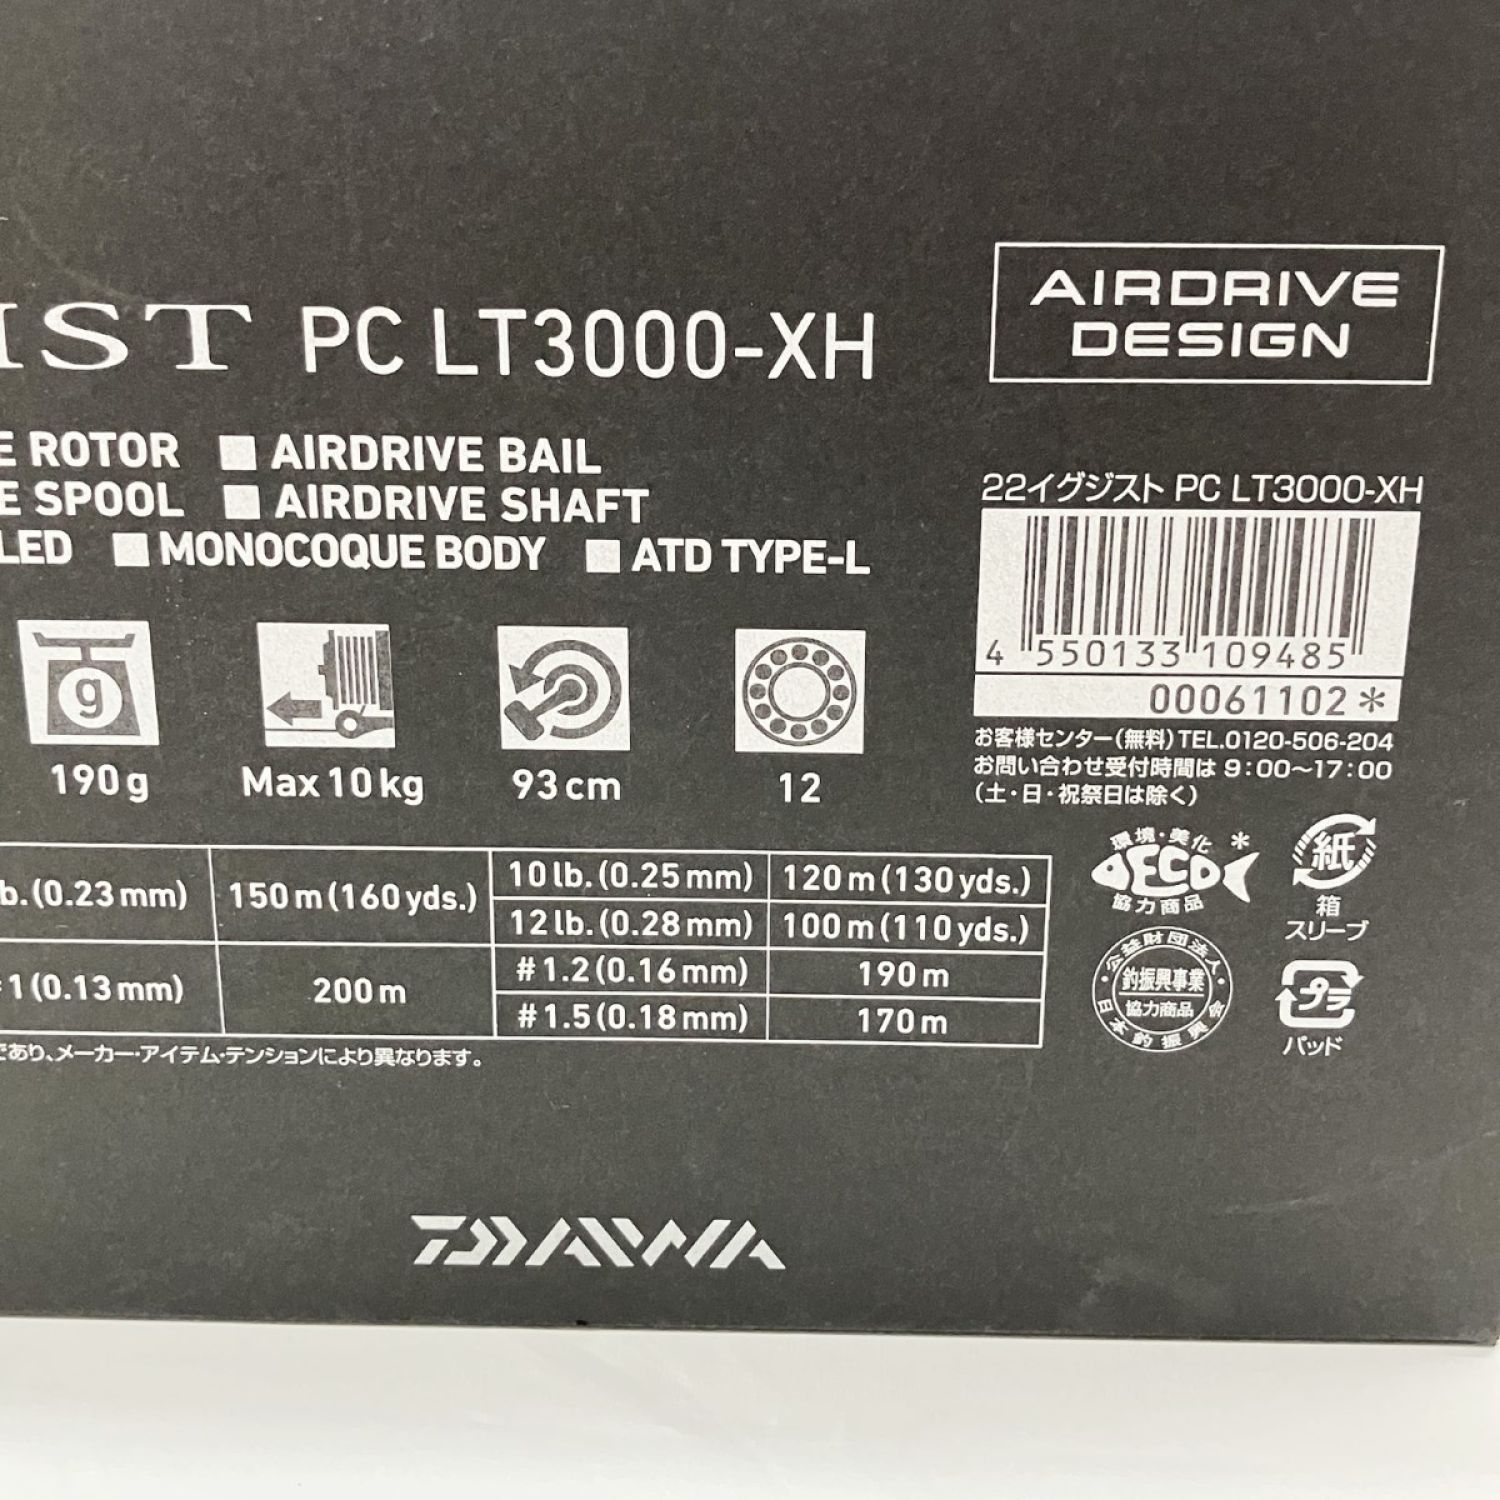 IST PC LT3000-XH
AIRDRIVE
DESIGN
E ROTOR ■ AIRDRIVE BAIL
E SPOOL ■ AIRDRIVE SHAFT
LED ■ MONOCOQUE BODY ■ ATD TYPE-L
22イグジスト PC LT3000-XH
4 550133 109485
00061102*
お客様センター(無料)TEL.0120-506-204
お問い合わせ受付時間は 9:00〜17:00
(土・日・祝祭日は除く)
g
190g Max 10kg 93cm 12
b.(0.23mm) 150m(160yds.) 10lb.(0.25mm) 120m(130yds.)
12lb.(0.28mm) 100m(110yds.)
1(0.13mm) 200m #1.2(0.16mm) 190m
#1.5(0.18mm) 170m
であり、メーカー・アイテム・テンションにより異なります。
環境・美化
ECO
協力商品
紙
箱
スリーブ
公益財団法人
釣振興事業
協力商品
日本釣振興会
プラ
パッド
DAIWA